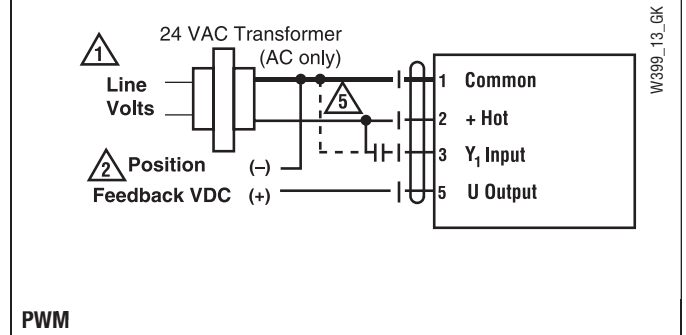 24 VAC Transformer
(AC only)
1
Line
Volts
5
2 Position (–)
Feedback VDC (+)
1 Common
2 + Hot
3 Y₁ Input
5 U Output
W399_13_GK
PWM